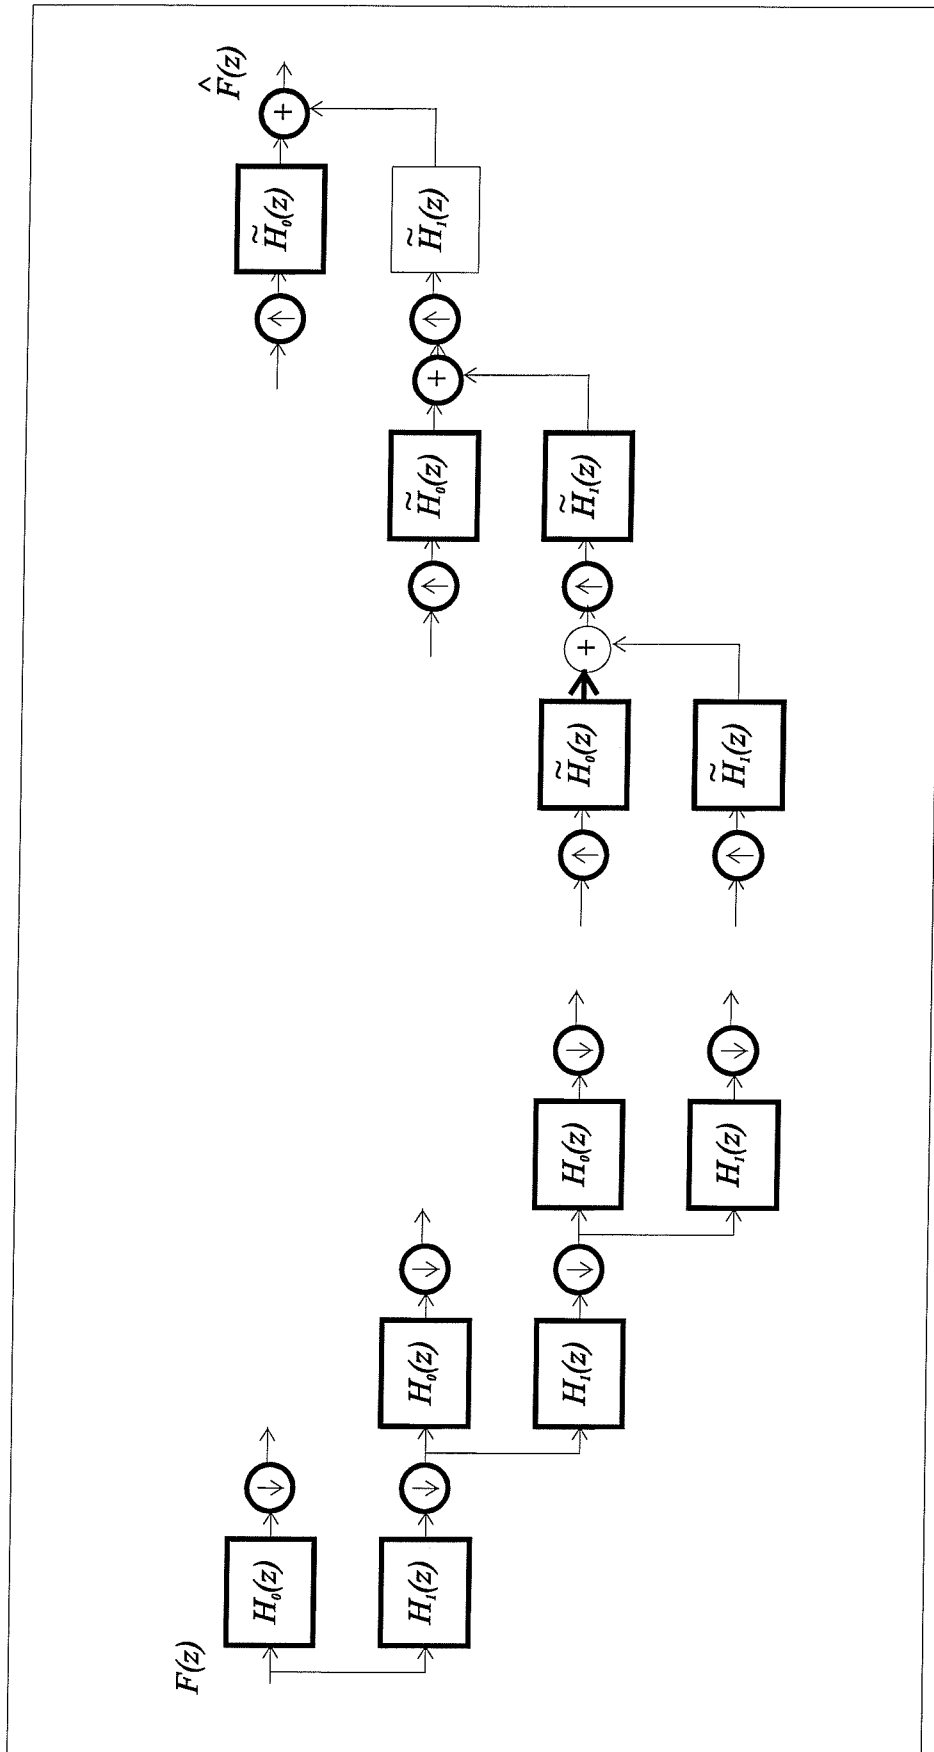 F(z)
H₀(z)
H₁(z)
H₀(z)
H₁(z)
H₀(z)
H₁(z)
↓
↓
↓
↓
↓
↓
↑
↑
↑
↑
↑
↑
H̃₀(z)
H̃₁(z)
H̃₀(z)
H̃₁(z)
H̃₀(z)
H̃₁(z)
+
+
+
F̂(z)